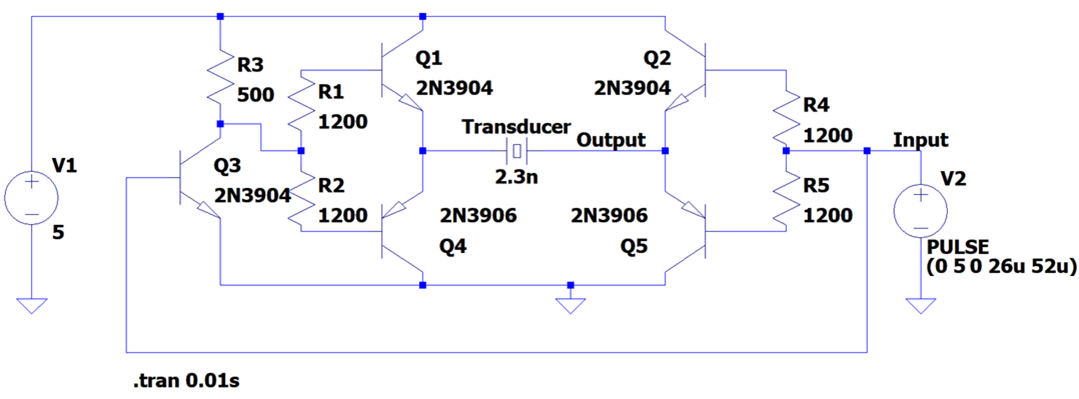 R3
500
R1
1200
Q1
2N3904
Q2
2N3904
R4
1200
Transducer
Output
Input
2.3n
V1
5
Q3
2N3904
R2
1200
2N3906
Q4
2N3906
Q5
R5
1200
V2
PULSE
(0 5 0 26u 52u)
.tran 0.01s